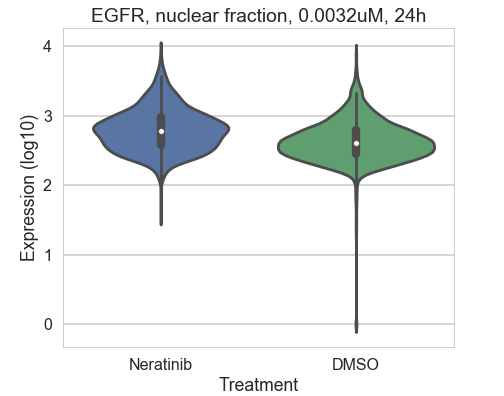 EGFR, nuclear fraction, 0.0032uM, 24h
4
3
2
1
0
Expression (log10)
Neratinib
DMSO
Treatment